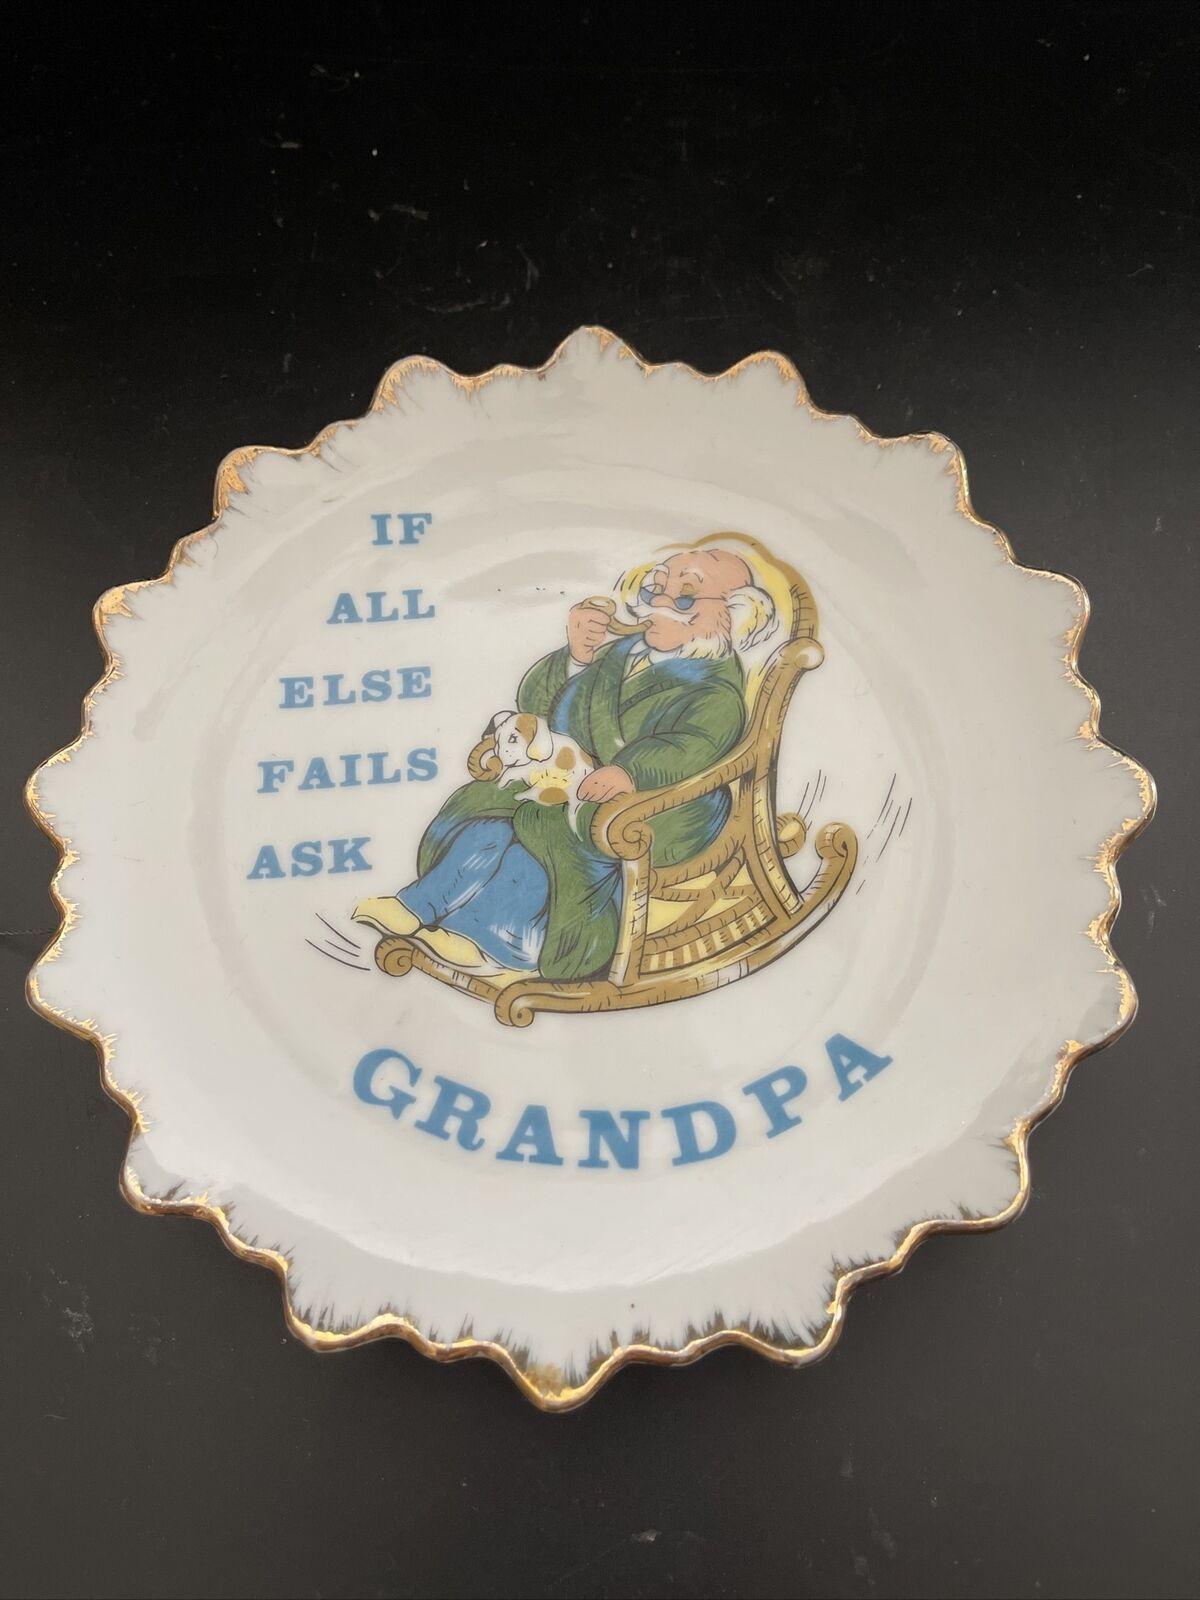 IF
ALL
ELSE
FAILS
ASK
GRANDPA